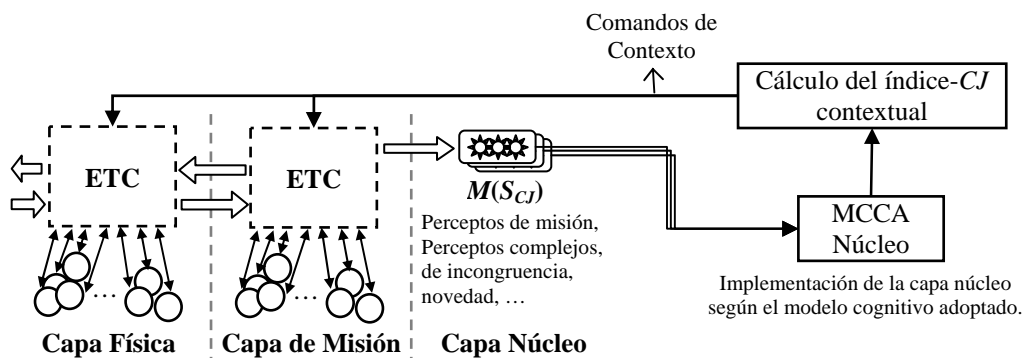 Comandos de
Contexto
Cálculo del índice-CJ
contextual
ETC
ETC
M(S_CJ)
Perceptos de misión,
Perceptos complejos,
de incongruencia,
novedad, …
MCCA
Núcleo
Implementación de la capa núcleo
según el modelo cognitivo adoptado.
…
…
Capa Física
Capa de Misión
Capa Núcleo